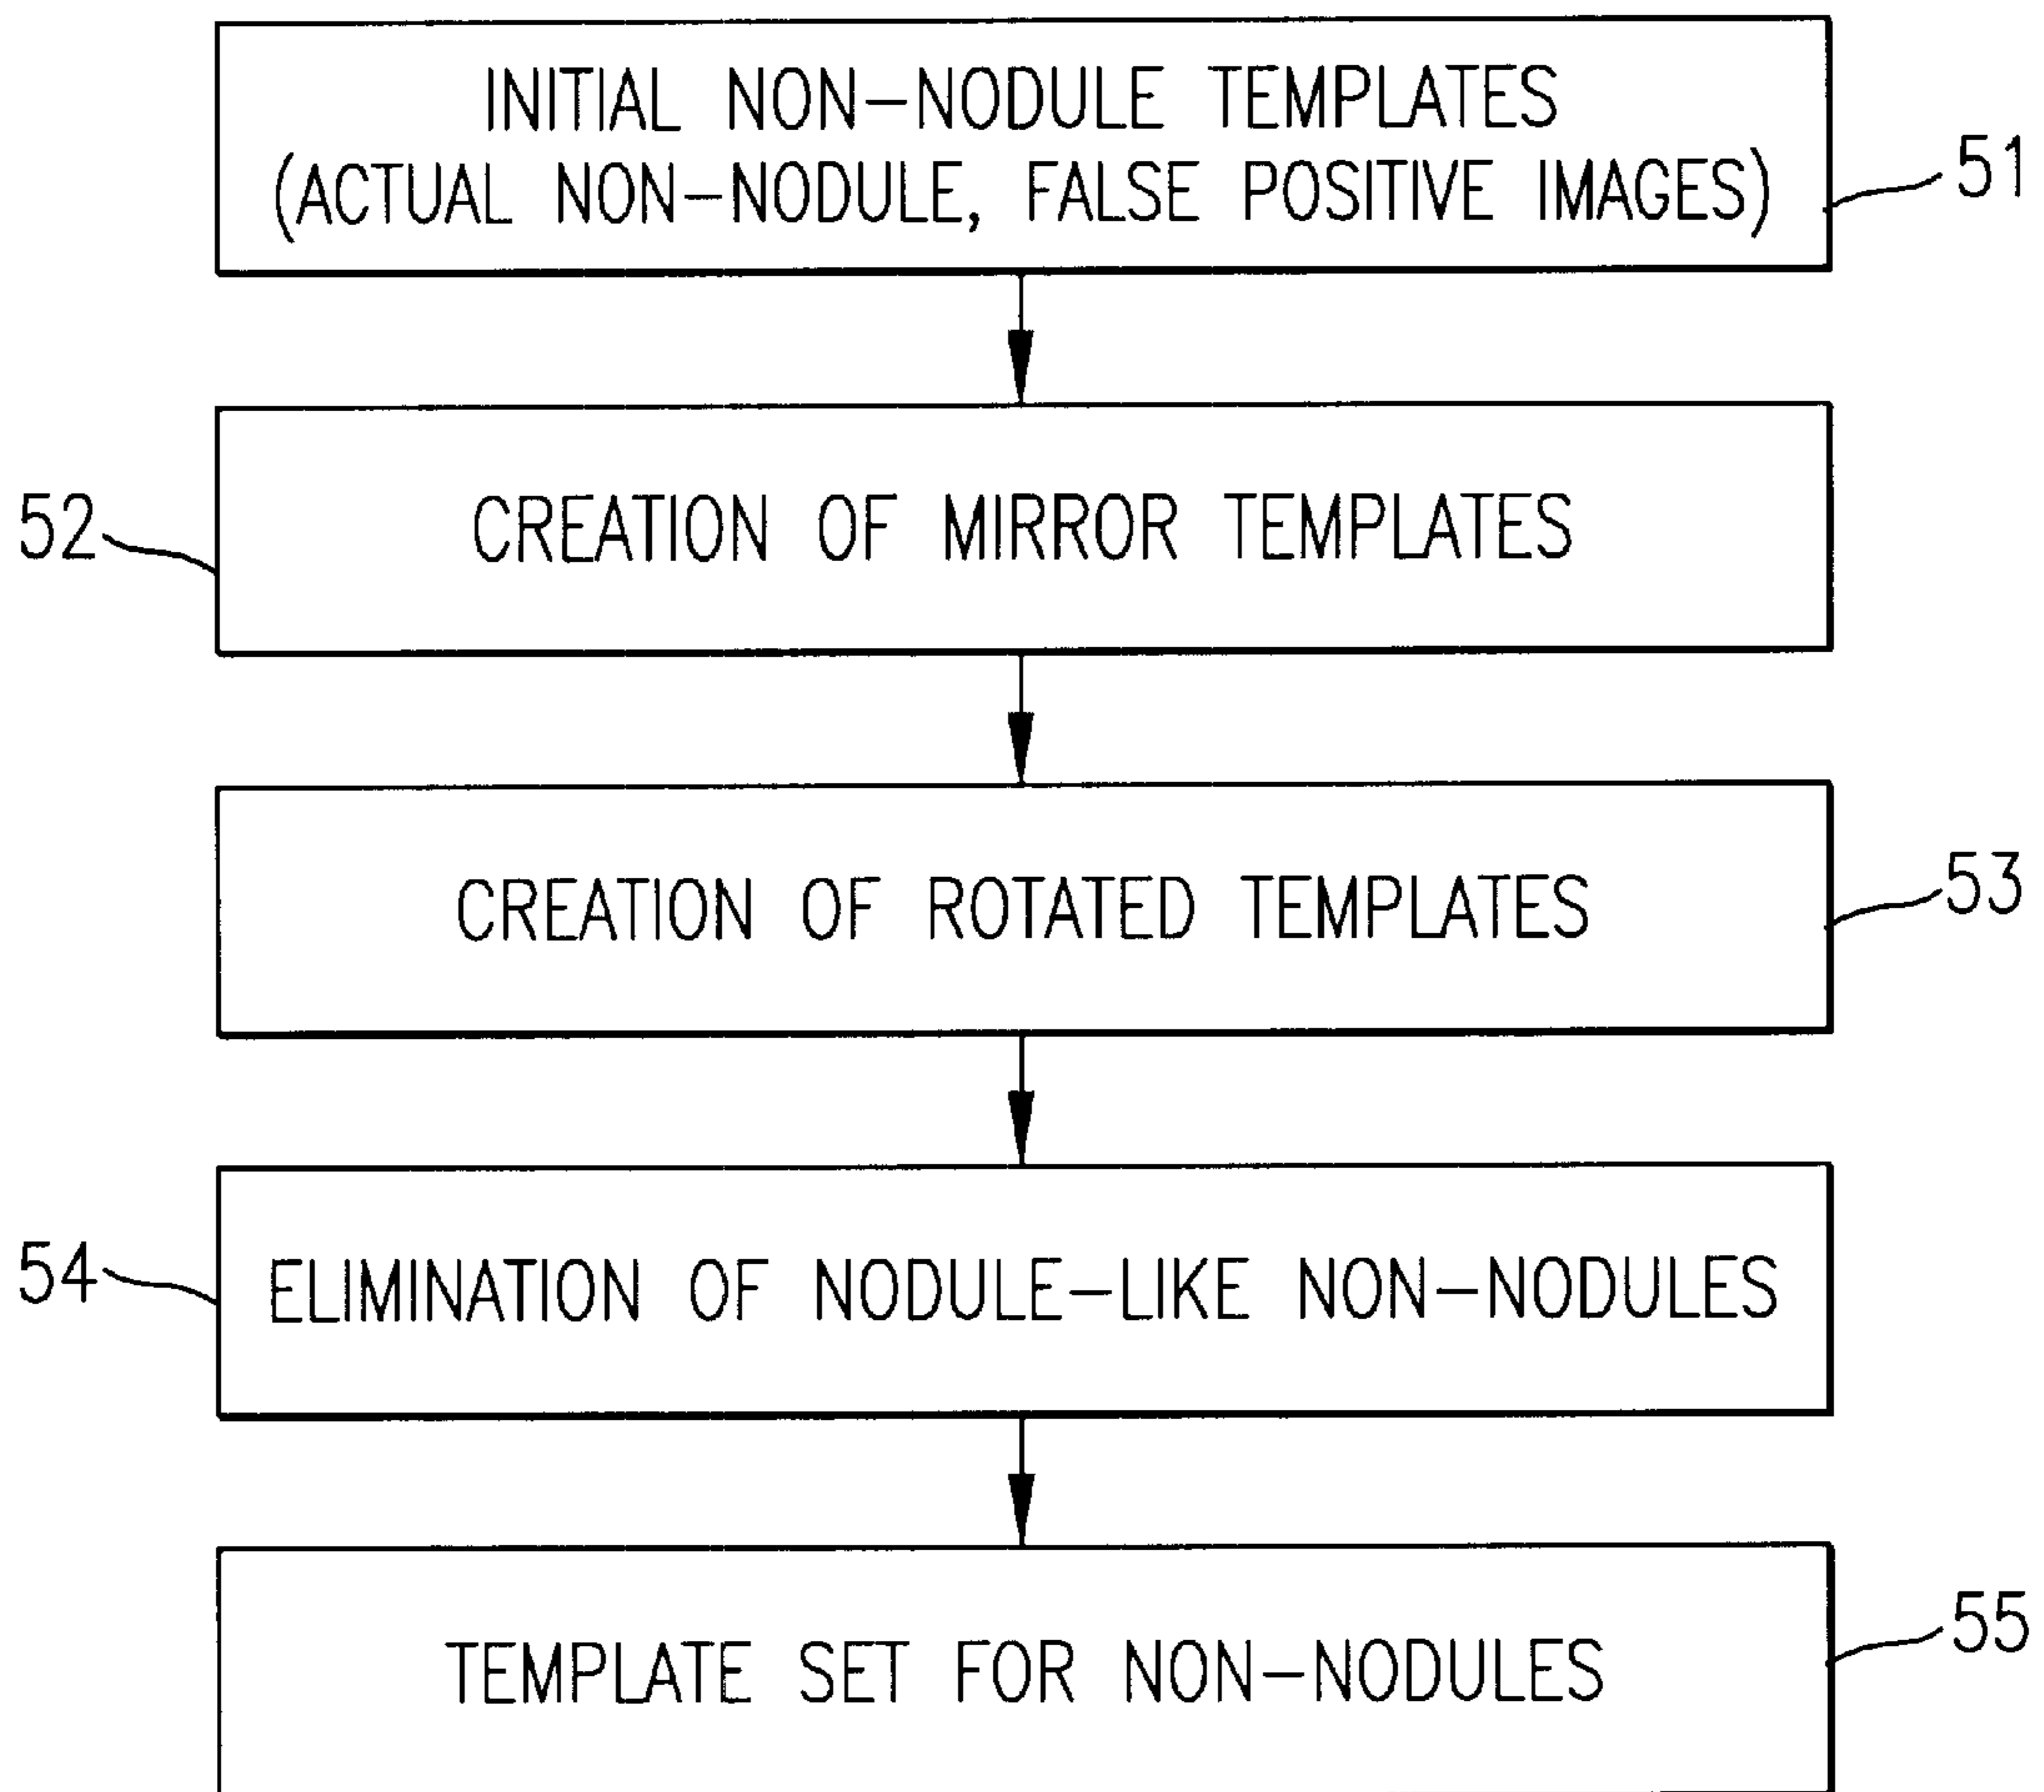 INITIAL NON-NODULE TEMPLATES
(ACTUAL NON-NODULE, FALSE POSITIVE IMAGES)
51
52
CREATION OF MIRROR TEMPLATES
53
CREATION OF ROTATED TEMPLATES
54
ELIMINATION OF NODULE-LIKE NON-NODULES
55
TEMPLATE SET FOR NON-NODULES